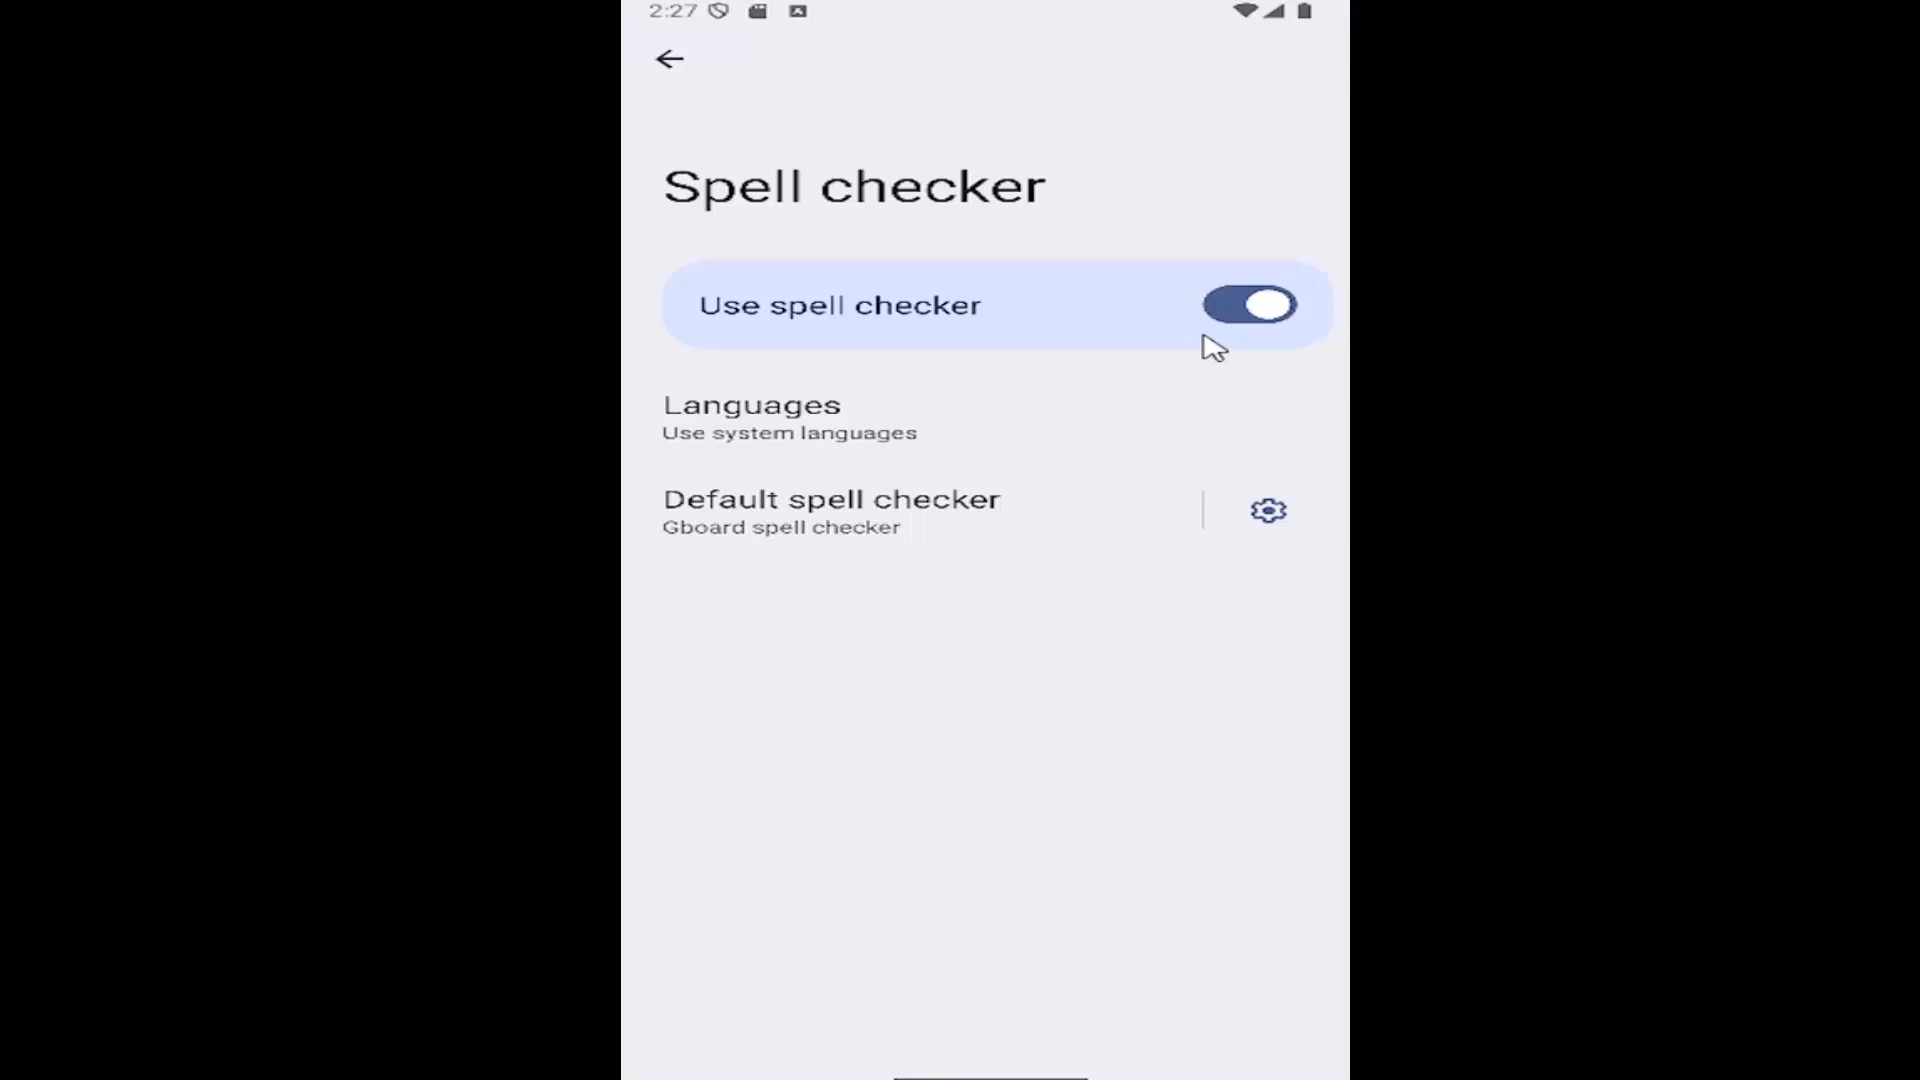 2:27
Spell checker
Use spell checker
Languages
Use system languages
Default spell checker
Gboard spell checker